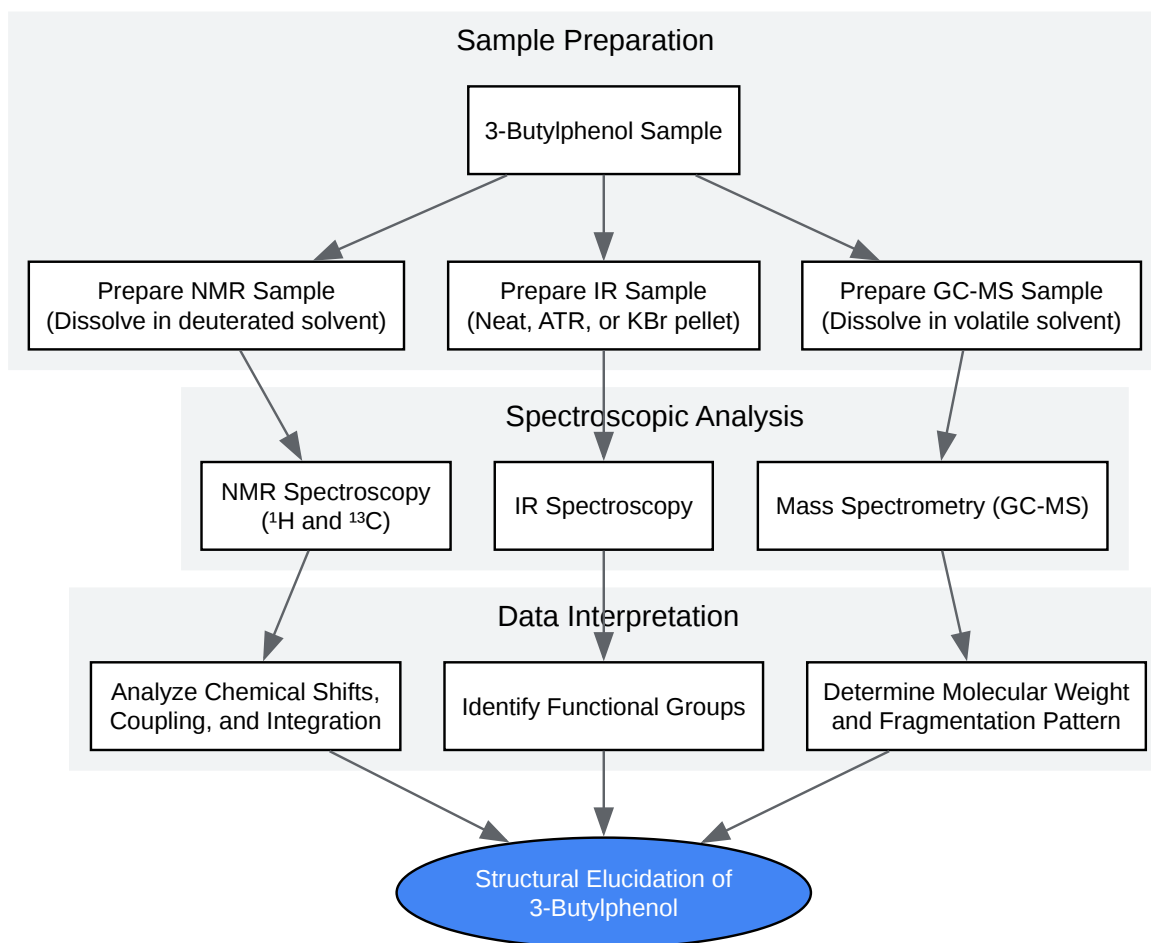 Sample Preparation
3-Butylphenol Sample
Prepare NMR Sample
(Dissolve in deuterated solvent)
Prepare IR Sample
(Neat, ATR, or KBr pellet)
Prepare GC-MS Sample
(Dissolve in volatile solvent)
Spectroscopic Analysis
NMR Spectroscopy
(¹H and ¹³C)
IR Spectroscopy
Mass Spectrometry (GC-MS)
Data Interpretation
Analyze Chemical Shifts,
Coupling, and Integration
Identify Functional Groups
Determine Molecular Weight
and Fragmentation Pattern
Structural Elucidation of
3-Butylphenol